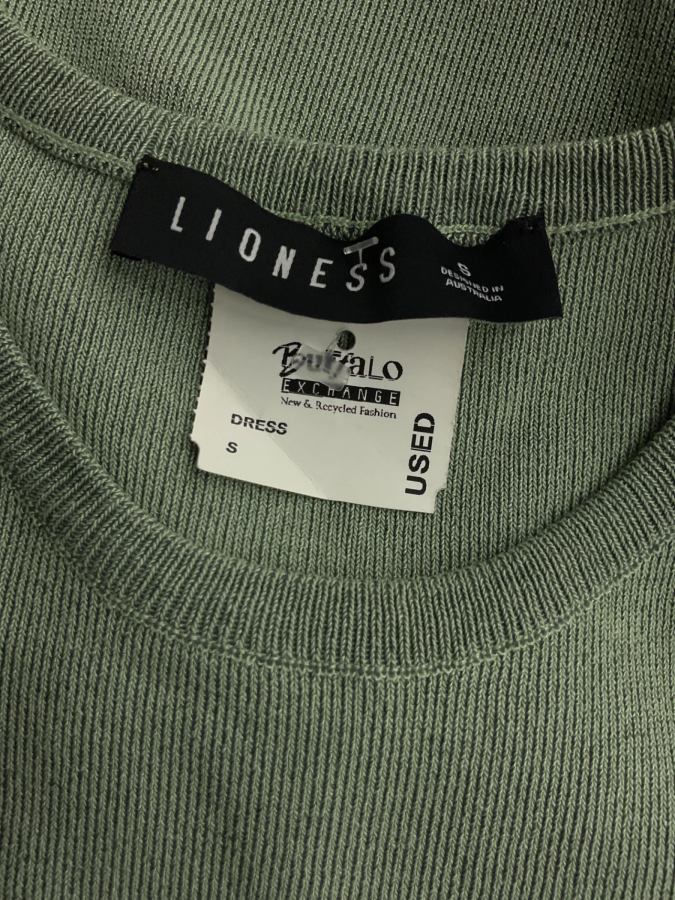 LIONESS
S
DESIGNED IN
AUSTRALIA
Buffalo
EXCHANGE
New & Recycled Fashion
DRESS
S
USED